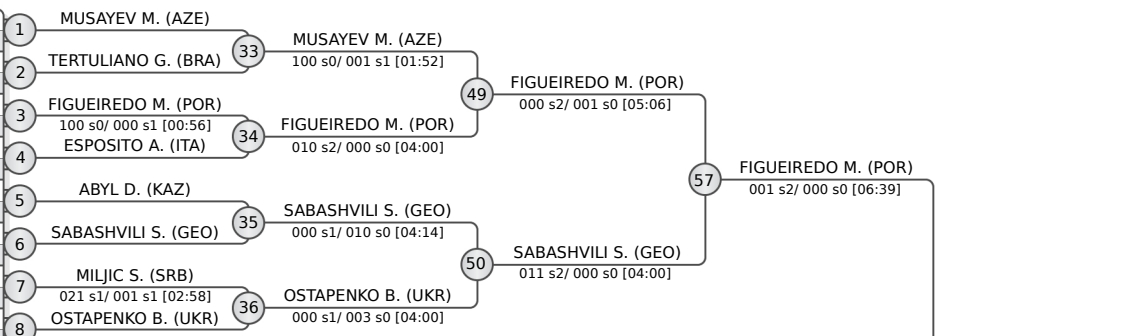 1
MUSAYEV M. (AZE)
33
MUSAYEV M. (AZE)
100 s0/ 001 s1 [01:52]
2
TERTULIANO G. (BRA)
49
FIGUEIREDO M. (POR)
000 s2/ 001 s0 [05:06]
3
FIGUEIREDO M. (POR)
100 s0/ 000 s1 [00:56]
34
FIGUEIREDO M. (POR)
010 s2/ 000 s0 [04:00]
4
ESPOSITO A. (ITA)
57
FIGUEIREDO M. (POR)
001 s2/ 000 s0 [06:39]
5
ABYL D. (KAZ)
35
SABASHVILI S. (GEO)
000 s1/ 010 s0 [04:14]
6
SABASHVILI S. (GEO)
50
SABASHVILI S. (GEO)
011 s2/ 000 s0 [04:00]
7
MILJIC S. (SRB)
021 s1/ 001 s1 [02:58]
36
OSTAPENKO B. (UKR)
000 s1/ 003 s0 [04:00]
8
OSTAPENKO B. (UKR)